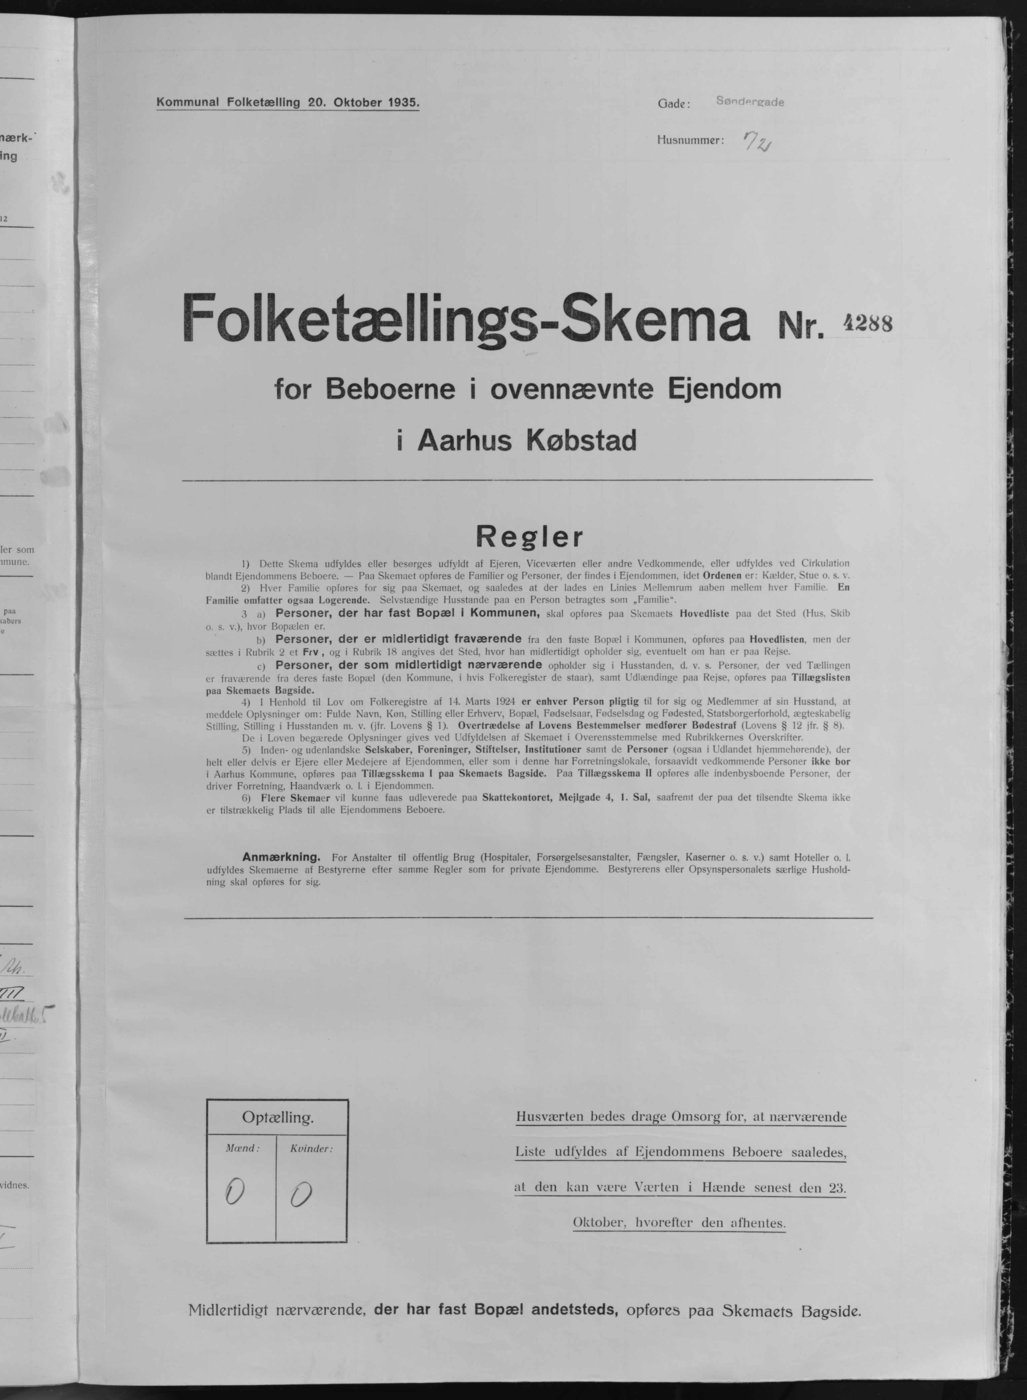 Kommunal Folketælling 20. Oktober 1935.
Gade: Søndergade
Husnummer: 72
Folketællings-Skema Nr. 4288
for Beboerne i ovennævnte Ejendom
i Aarhus Købstad
Regler
1) Dette Skema udfyldes eller besørges udfyldt af Ejeren, Viceværten eller andre Vedkommende, eller udfyldes ved Cirkulation
blandt Ejendommens Beboere. — Paa Skemaet opføres de Familier og Personer, der findes i Ejendommen, idet Ordenen er: Kælder, Stue o. s. v.
2) Hver Familie opføres for sig paa Skemaet, og saaledes at der lades en Linies Mellemrum aaben mellem hver Familie. En
Familie omfatter ogsaa Logerende. Selvstændige Husstande paa en Person betragtes som „Familie“.
3 a) Personer, der har fast Bopæl i Kommunen, skal opføres paa Skemaets Hovedliste paa det Sted (Hus, Skib
o. s. v.), hvor Bopælen er.
b) Personer, der er midlertidigt fraværende fra den faste Bopæl i Kommunen, opføres paa Hovedlisten, men der
sættes i Rubrik 2 et Frv, og i Rubrik 18 angives det Sted, hvor han midlertidigt opholder sig, eventuelt om han er paa Rejse.
c) Personer, der som midlertidigt nærværende opholder sig i Husstanden, d. v. s. Personer, der ved Tællingen
er fraværende fra deres faste Bopæl (den Kommune, i hvis Folkeregister de staar), samt Udlændinge paa Rejse, opføres paa Tillægslisten
paa Skemaets Bagside.
4) I Henhold til Lov om Folkeregistre af 14. Marts 1924 er enhver Person pligtig til for sig og Medlemmer af sin Husstand, at
meddele Oplysninger om: Fulde Navn, Køn, Stilling eller Erhverv, Bopæl, Fødselsaar, Fødselsdag og Fødested, Statsborgerforhold, ægteskabelig
Stilling, Stilling i Husstanden m. v. (jfr. Lovens § 1). Overtrædelse af Lovens Bestemmelser medfører Bødestraf (Lovens § 12 jfr. § 8).
De i Loven begærede Oplysninger gives ved Udfyldelsen af Skemaet i Overensstemmelse med Rubrikkernes Overskrifter.
5) Inden- og udenlandske Selskaber, Foreninger, Stiftelser, Institutioner samt de Personer (ogsaa i Udlandet hjemmehørende), der
helt eller delvis er Ejere eller Medejere af Ejendommen, eller som i denne har Forretningslokale, forsaavidt vedkommende Personer ikke bor
i Aarhus Kommune, opføres paa Tillægsskema I paa Skemaets Bagside. Paa Tillægsskema II opføres alle indenbysboende Personer, der
driver Forretning, Haandværk o. l. i Ejendommen.
6) Flere Skemaer vil kunne faas udleverede paa Skattekontoret, Mejlgade 4, 1. Sal, saafremt der paa det tilsendte Skema ikke
er tilstrækkelig Plads til alle Ejendommens Beboere.
Anmærkning. For Anstalter til offentlig Brug (Hospitaler, Forsørgelsesanstalter, Fængsler, Kaserner o. s. v.) samt Hoteller o. l.
udfyldes Skemaerne af Bestyrerne efter samme Regler som for private Ejendomme. Bestyrerens eller Opsynspersonalets særlige Hushold-
ning skal opføres for sig.
Optælling.
Mænd: Kvinder:
0 0
Husværten bedes drage Omsorg for, at nærværende
Liste udfyldes af Ejendommens Beboere saaledes,
at den kan være Værten i Hænde senest den 23.
Oktober, hvorefter den afhentes.
Midlertidigt nærværende, der har fast Bopæl andetsteds, opføres paa Skemaets Bagside.